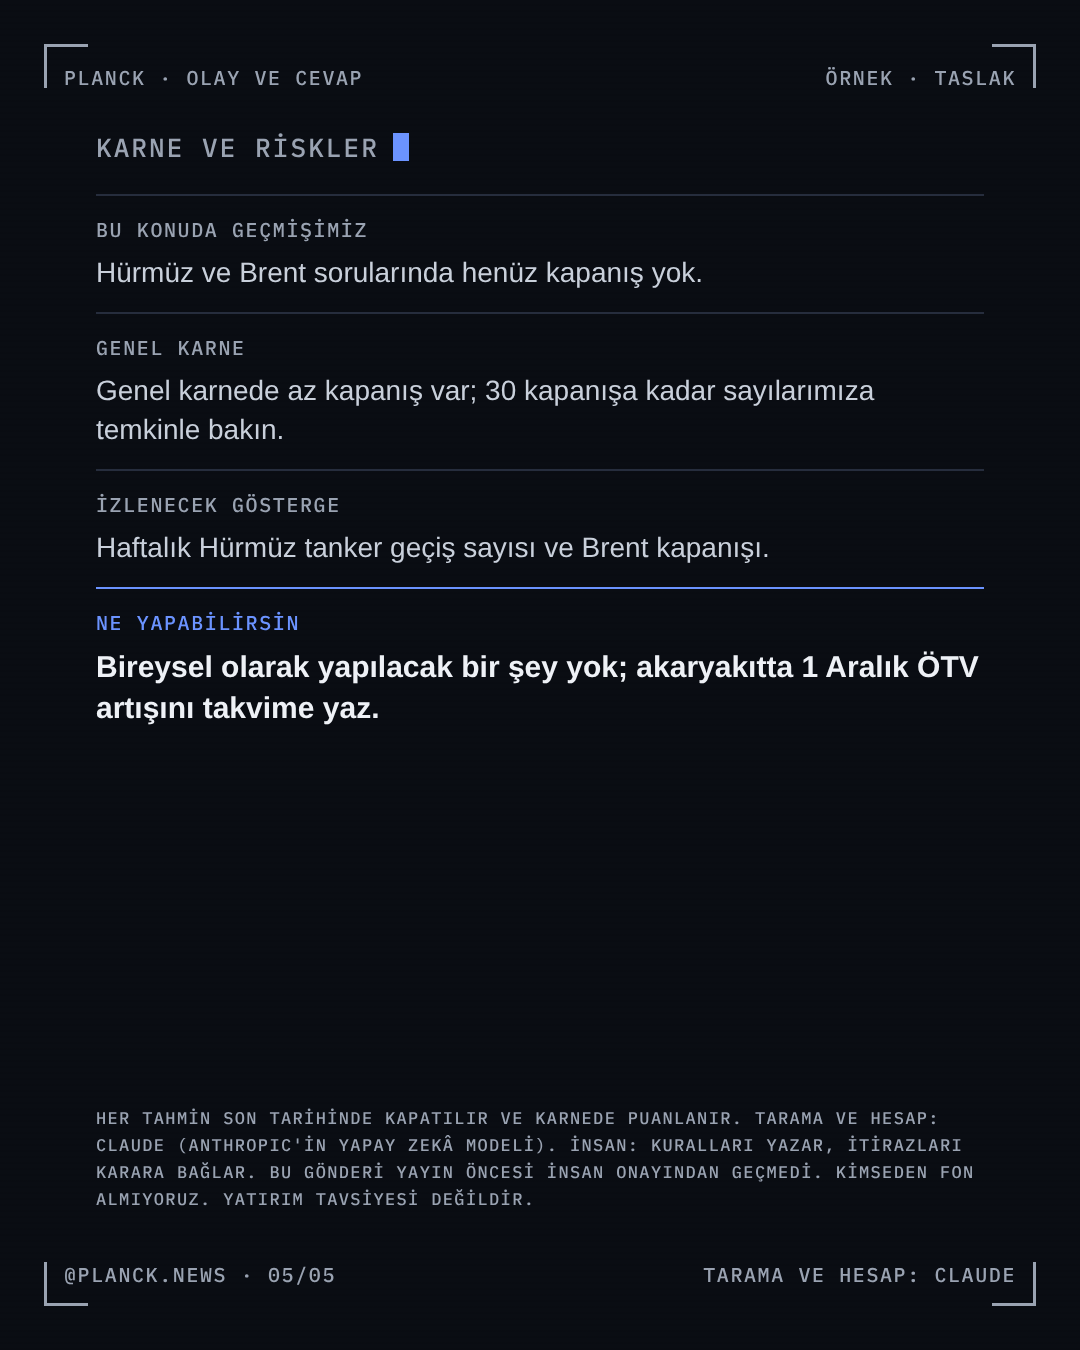 PLANCK · OLAY VE CEVAP
ÖRNEK · TASLAK
KARNE VE RİSKLER
BU KONUDA GEÇMİŞİMİZ
Hürmüz ve Brent sorularında henüz kapanış yok.
GENEL KARNE
Genel karnede az kapanış var; 30 kapanışa kadar sayılarımıza
temkinle bakın.
İZLENECEK GÖSTERGE
Haftalık Hürmüz tanker geçiş sayısı ve Brent kapanışı.
NE YAPABİLİRSİN
Bireysel olarak yapılacak bir şey yok; akaryakıtta 1 Aralık ÖTV
artışını takvime yaz.
HER TAHMİN SON TARİHİNDE KAPATILIR VE KARNEDE PUANLANIR. TARAMA VE HESAP:
CLAUDE (ANTHROPIC'İN YAPAY ZEKÂ MODELİ). İNSAN: KURALLARI YAZAR, İTİRAZLARI
KARARA BAĞLAR. BU GÖNDERİ YAYIN ÖNCESİ İNSAN ONAYINDAN GEÇMEDİ. KİMSEDEN FON
ALMIYORUZ. YATIRIM TAVSİYESİ DEĞİLDİR.
@PLANCK.NEWS · 05/05
TARAMA VE HESAP: CLAUDE